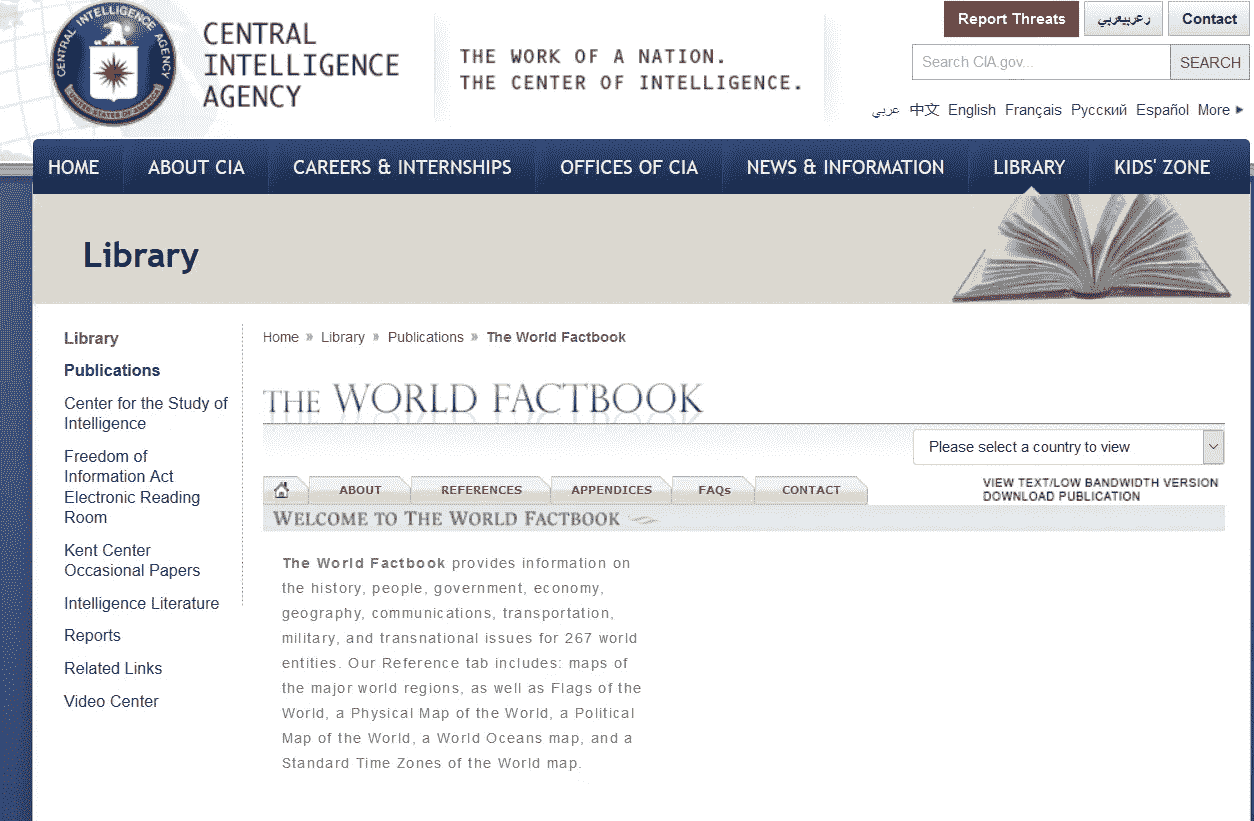 CENTRAL INTELLIGENCE AGENCY
UNITED STATES OF AMERICA
CENTRAL
INTELLIGENCE
AGENCY
THE WORK OF A NATION.
THE CENTER OF INTELLIGENCE.
Report Threats
Contact
Search CIA.gov...
SEARCH
عربي 中文 English Français Русский Español More
HOME ABOUT CIA CAREERS & INTERNSHIPS OFFICES OF CIA NEWS & INFORMATION LIBRARY KIDS' ZONE
Library
Library
Publications
Center for the Study of
Intelligence
Freedom of
Information Act
Electronic Reading
Room
Kent Center
Occasional Papers
Intelligence Literature
Reports
Related Links
Video Center
Home » Library » Publications » The World Factbook
THE WORLD FACTBOOK
Please select a country to view
ABOUT REFERENCES APPENDICES FAQs CONTACT
VIEW TEXT/LOW BANDWIDTH VERSION
DOWNLOAD PUBLICATION
WELCOME TO THE WORLD FACTBOOK
The World Factbook provides information on
the history, people, government, economy,
geography, communications, transportation,
military, and transnational issues for 267 world
entities. Our Reference tab includes: maps of
the major world regions, as well as Flags of the
World, a Physical Map of the World, a Political
Map of the World, a World Oceans map, and a
Standard Time Zones of the World map.